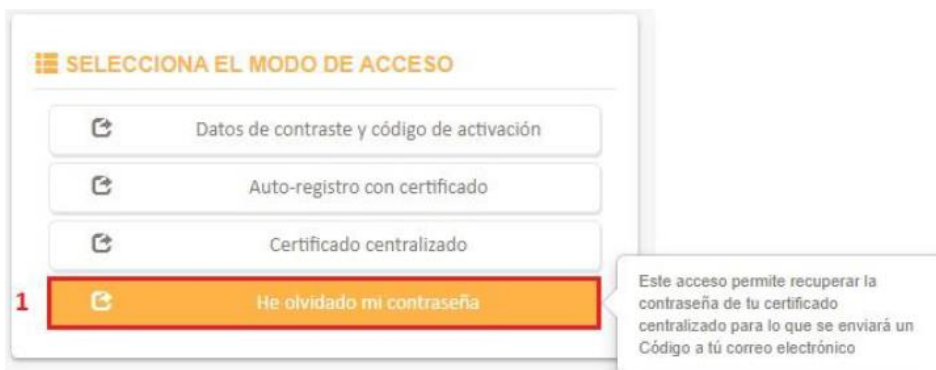 SELECCIONA EL MODO DE ACCESO
Datos de contraste y código de activación
Auto-registro con certificado
Certificado centralizado
1 He olvidado mi contraseña
Este acceso permite recuperar la
contraseña de tu certificado
centralizado para lo que se enviará un
Código a tú correo electrónico